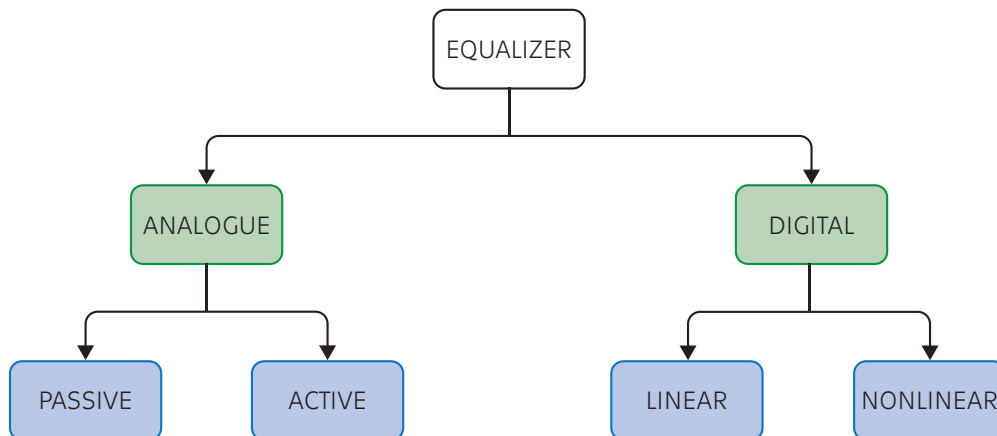 EQUALIZER
ANALOGUE
DIGITAL
PASSIVE
ACTIVE
LINEAR
NONLINEAR